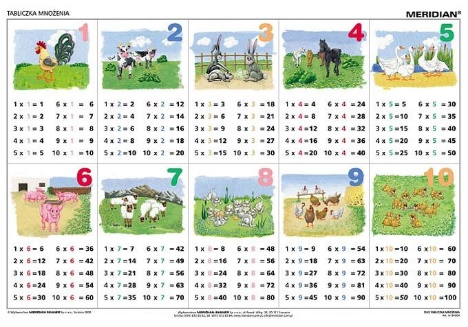 TABLICZKA MNOŻENIA
MERIDIAN®
1
1 x 1 = 1 6 x 1 = 6
2 x 1 = 2 7 x 1 = 7
3 x 1 = 3 8 x 1 = 8
4 x 1 = 4 9 x 1 = 9
5 x 1 = 5 10 x 1 = 10
2
1 x 2 = 2 6 x 2 = 12
2 x 2 = 4 7 x 2 = 14
3 x 2 = 6 8 x 2 = 16
4 x 2 = 8 9 x 2 = 18
5 x 2 = 10 10 x 2 = 20
3
1 x 3 = 3 6 x 3 = 18
2 x 3 = 6 7 x 3 = 21
3 x 3 = 9 8 x 3 = 24
4 x 3 = 12 9 x 3 = 27
5 x 3 = 15 10 x 3 = 30
4
1 x 4 = 4 6 x 4 = 24
2 x 4 = 8 7 x 4 = 28
3 x 4 = 12 8 x 4 = 32
4 x 4 = 16 9 x 4 = 36
5 x 4 = 20 10 x 4 = 40
5
1 x 5 = 5 6 x 5 = 30
2 x 5 = 10 7 x 5 = 35
3 x 5 = 15 8 x 5 = 40
4 x 5 = 20 9 x 5 = 45
5 x 5 = 25 10 x 5 = 50
6
1 x 6 = 6 6 x 6 = 36
2 x 6 = 12 7 x 6 = 42
3 x 6 = 18 8 x 6 = 48
4 x 6 = 24 9 x 6 = 54
5 x 6 = 30 10 x 6 = 60
7
1 x 7 = 7 6 x 7 = 42
2 x 7 = 14 7 x 7 = 49
3 x 7 = 21 8 x 7 = 56
4 x 7 = 28 9 x 7 = 63
5 x 7 = 35 10 x 7 = 70
8
1 x 8 = 8 6 x 8 = 48
2 x 8 = 16 7 x 8 = 56
3 x 8 = 24 8 x 8 = 64
4 x 8 = 32 9 x 8 = 72
5 x 8 = 40 10 x 8 = 80
9
1 x 9 = 9 6 x 9 = 54
2 x 9 = 18 7 x 9 = 63
3 x 9 = 27 8 x 9 = 72
4 x 9 = 36 9 x 9 = 81
5 x 9 = 45 10 x 9 = 90
10
1 x 10 = 10 6 x 10 = 60
2 x 10 = 20 7 x 10 = 70
3 x 10 = 30 8 x 10 = 80
4 x 10 = 40 9 x 10 = 90
5 x 10 = 50 10 x 10 = 100